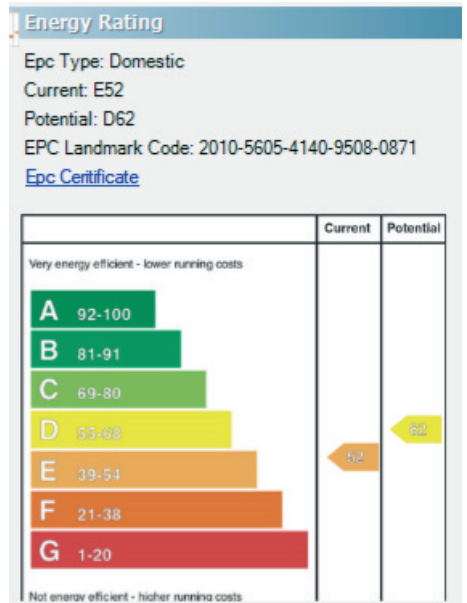 Energy Rating
Epc Type: Domestic
Current: E52
Potential: D62
EPC Landmark Code: 2010-5605-4140-9508-0871
Epc Ceritificate
Current Potential
Very energy efficient - lower running costs
A 92-100
B 81-91
C 69-80
D 55-68
62
E 39-54
52
F 21-38
G 1-20
Not energy efficient - higher running costs